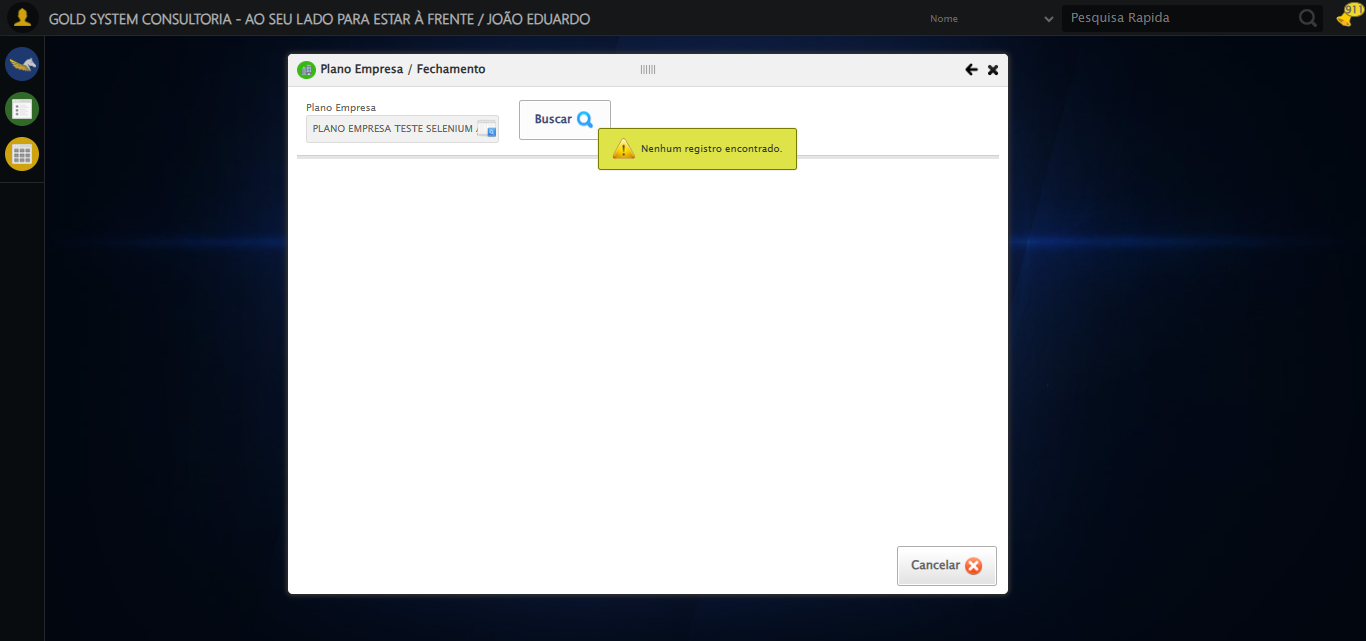 GOLD SYSTEM CONSULTORIA - AO SEU LADO PARA ESTAR À FRENTE / JOÃO EDUARDO
Nome
Pesquisa Rapida
911
Plano Empresa / Fechamento
Plano Empresa
PLANO EMPRESA TESTE SELENIUM
Buscar
Nenhum registro encontrado.
Cancelar